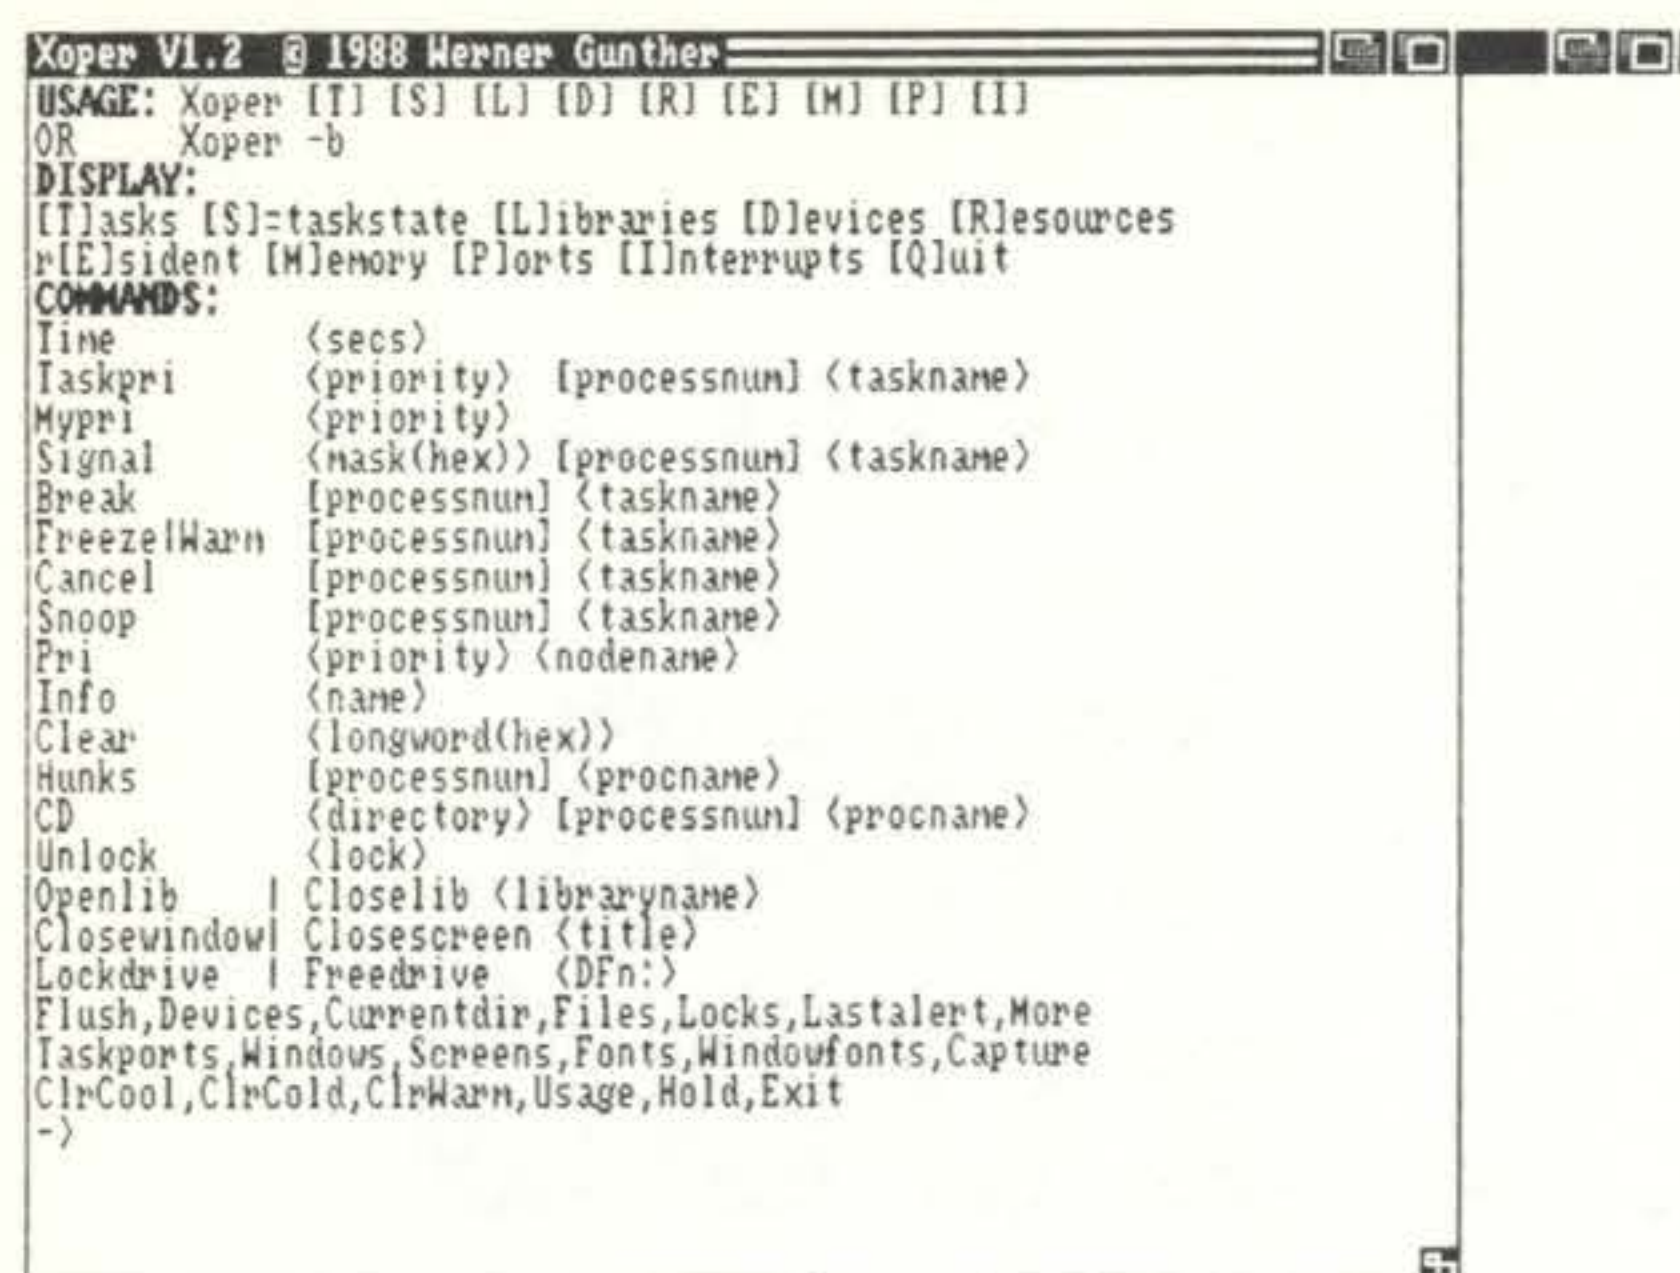 Xoper V1.2 © 1988 Werner Gunther
USAGE: Xoper [T] [S] [L] [D] [R] [E] [M] [P] [I]
OR Xoper -b
DISPLAY:
[T]asks [S]=taskstate [L]ibraries [D]evices [R]esources
r[E]sident [M]emory [P]orts [I]nterrupts [Q]uit
COMMANDS:
Time <secs>
Taskpri <priority> [processnum] <taskname>
Mypri <priority>
Signal <mask(hex)> [processnum] <taskname>
Break [processnum] <taskname>
Freeze|Warm [processnum] <taskname>
Cancel [processnum] <taskname>
Snoop [processnum] <taskname>
Pri <priority> <nodename>
Info <name>
Clear <longword(hex)>
Hunks [processnum] <procname>
CD <directory> [processnum] <procname>
Unlock <lock>
Openlib | Closelib <libraryname>
Closewindow| Closescreen <title>
Lockdrive | Freedrive <DFn:>
Flush,Devices,Currentdir,Files,Locks,Lastalert,More
Taskports,Windows,Screens,Fonts,Windowfonts,Capture
ClrCool,ClrCold,ClrWarm,Usage,Hold,Exit
->